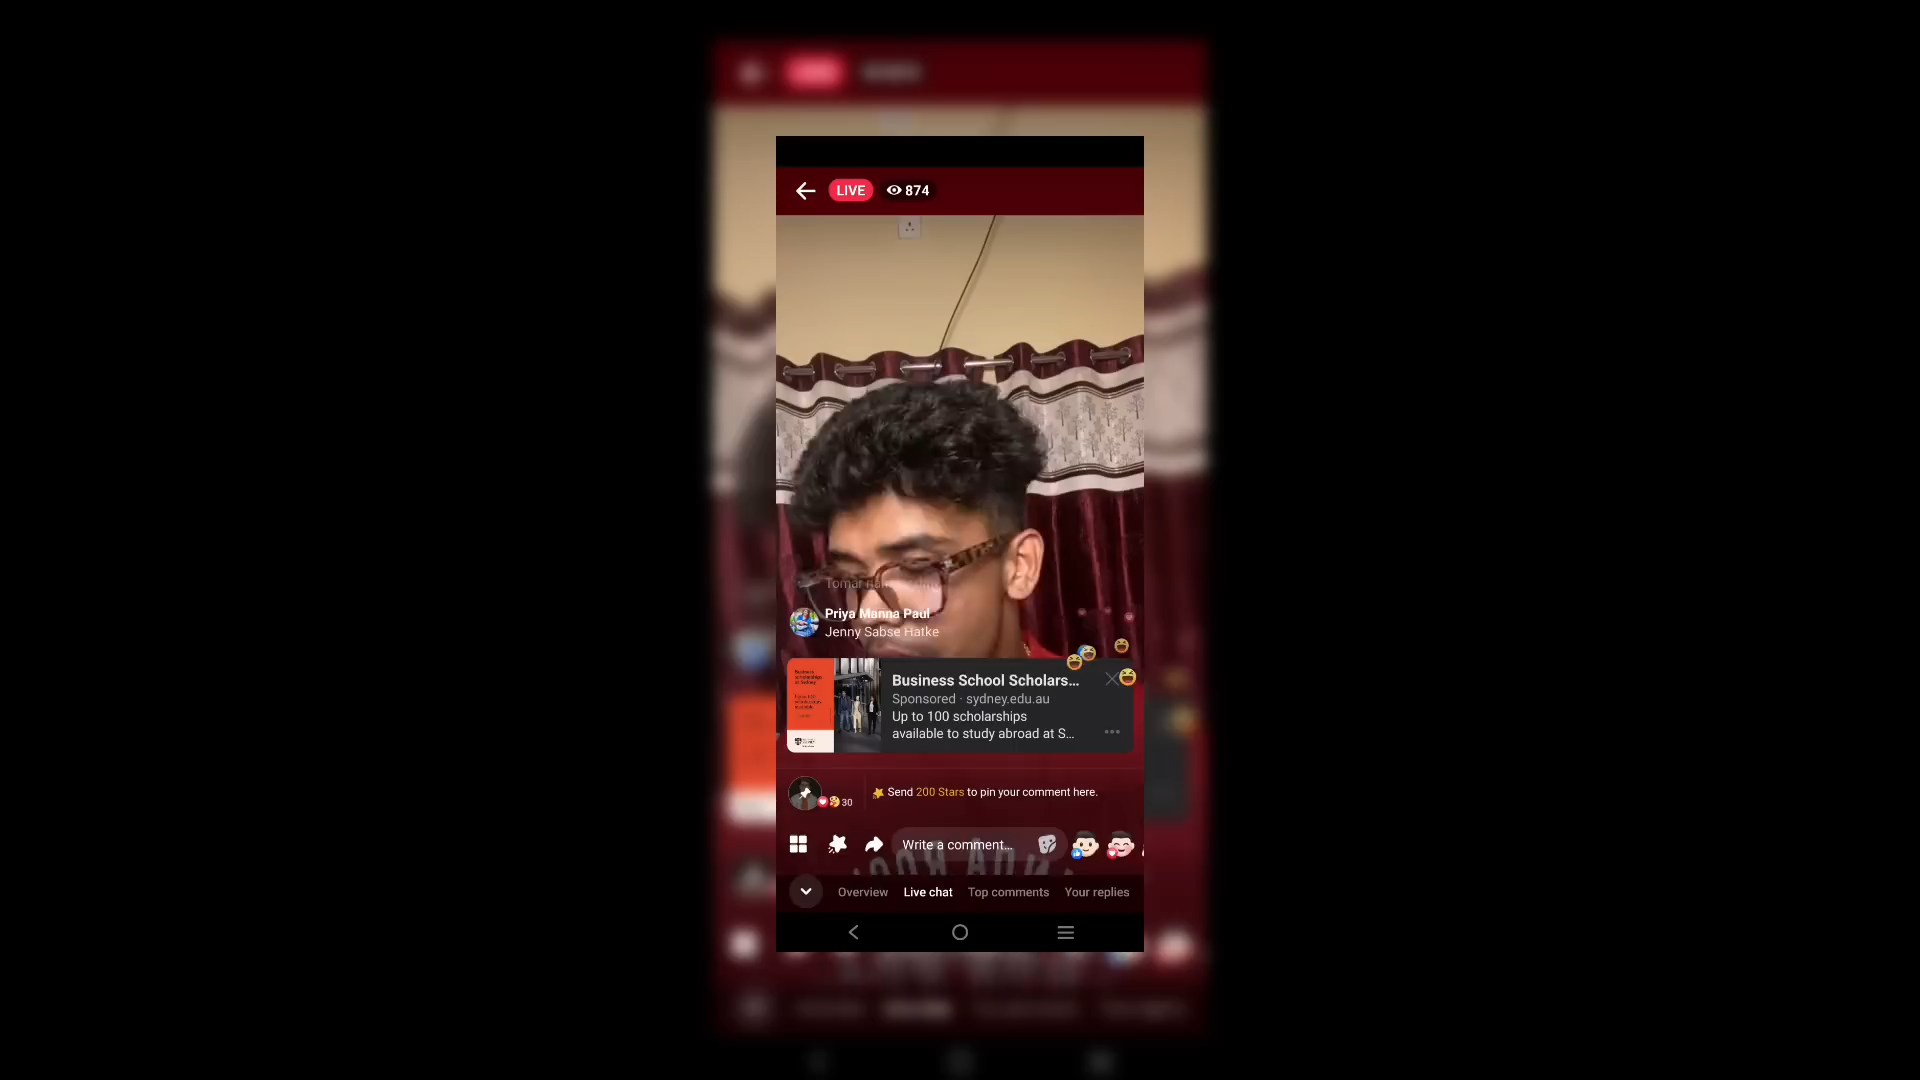 LIVE
874
Tomar
Priya Manna Paul
Jenny Sabse Hatke
Business School Scholars...
Sponsored · sydney.edu.au
Up to 100 scholarships
available to study abroad at S...
30
Send 200 Stars to pin your comment here.
Write a comment...
Overview
Live chat
Top comments
Your replies